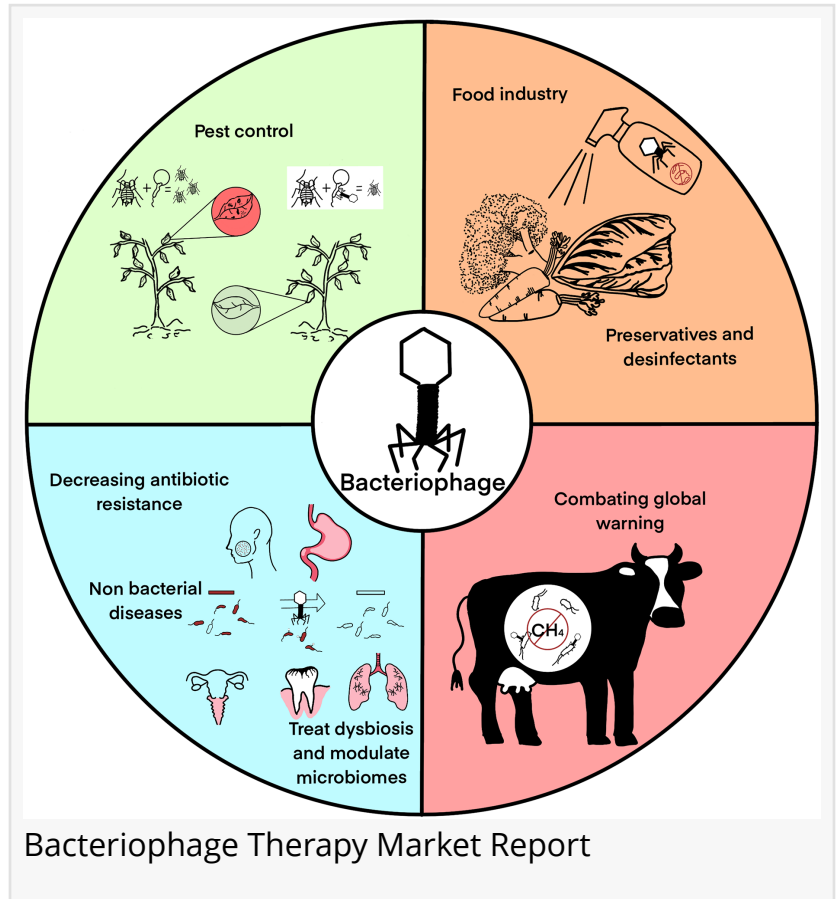 Pest control
Food industry
Preservatives and
desinfectants
Bacteriophage
Decreasing antibiotic
resistance
Non bacterial
diseases
Treat dysbiosis
and modulate
microbiomes
Combating global
warning
CH₄
Bacteriophage Therapy Market Report